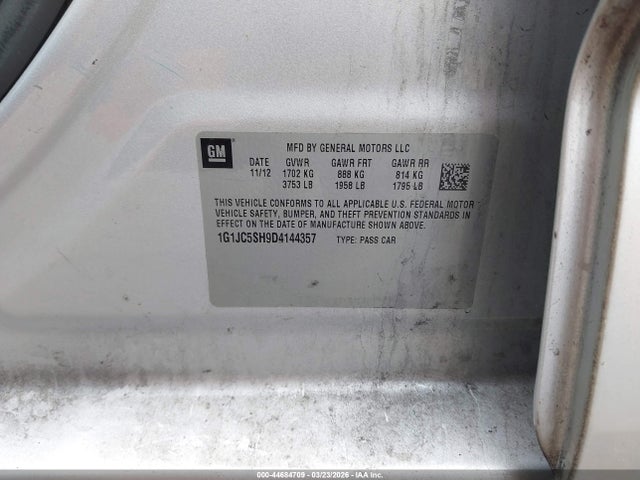 GM
MFD BY GENERAL MOTORS LLC
DATE GVWR GAWR FRT GAWR RR
11/12 1702 KG 888 KG 814 KG
3753 LB 1958 LB 1795 LB
THIS VEHICLE CONFORMS TO ALL APPLICABLE U.S. FEDERAL MOTOR
VEHICLE SAFETY, BUMPER, AND THEFT PREVENTION STANDARDS IN
EFFECT ON THE DATE OF MANUFACTURE SHOWN ABOVE.
1G1JC5SH9D4144357 TYPE: PASS CAR
000-44684709 - 03/23/2026 - IAA Inc.